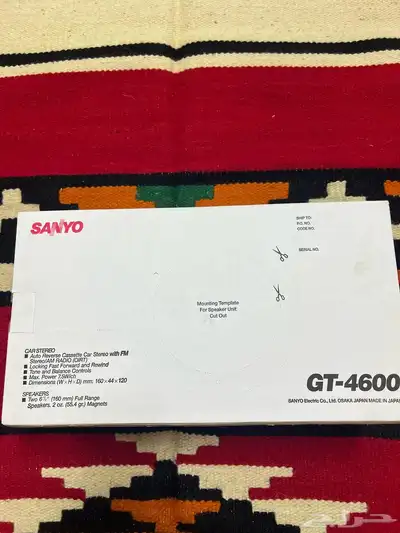 SANYO
SHIP TO:
P.O. NO.
CODE NO.
SERIAL NO.
Mounting Template
For Speaker Unit
Cut Out
CAR STEREO
■ Auto Reverse Cassette Car Stereo with FM
Stereo/AM RADIO (OIRT)
■ Locking Fast Forward and Rewind
■ Tone and Balance Controls
■ Max. Power 7.5W/ch
■ Dimensions (W × H × D) mm: 160 × 44 × 120
SPEAKERS
■ Two 6½" (160 mm) Full Range
Speakers, 2 oz. (55.4 gr.) Magnets
GT-4600
SANYO Electric Co., Ltd. OSAKA JAPAN MADE IN JAPAN
حراج